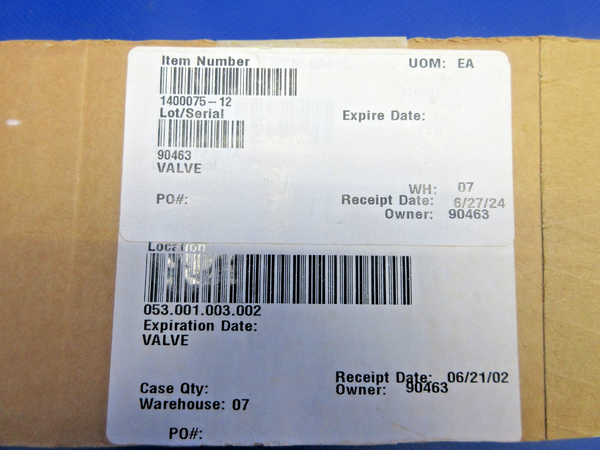 Item Number UOM: EA
1400075-12
Lot/Serial Expire Date:
90463
VALVE
WH: 07
PO#: Receipt Date: 6/27/24
Owner: 90463
Location
053.001.003.002
Expiration Date:
VALVE
Receipt Date: 06/21/02
Case Qty: Owner: 90463
Warehouse: 07
PO#: